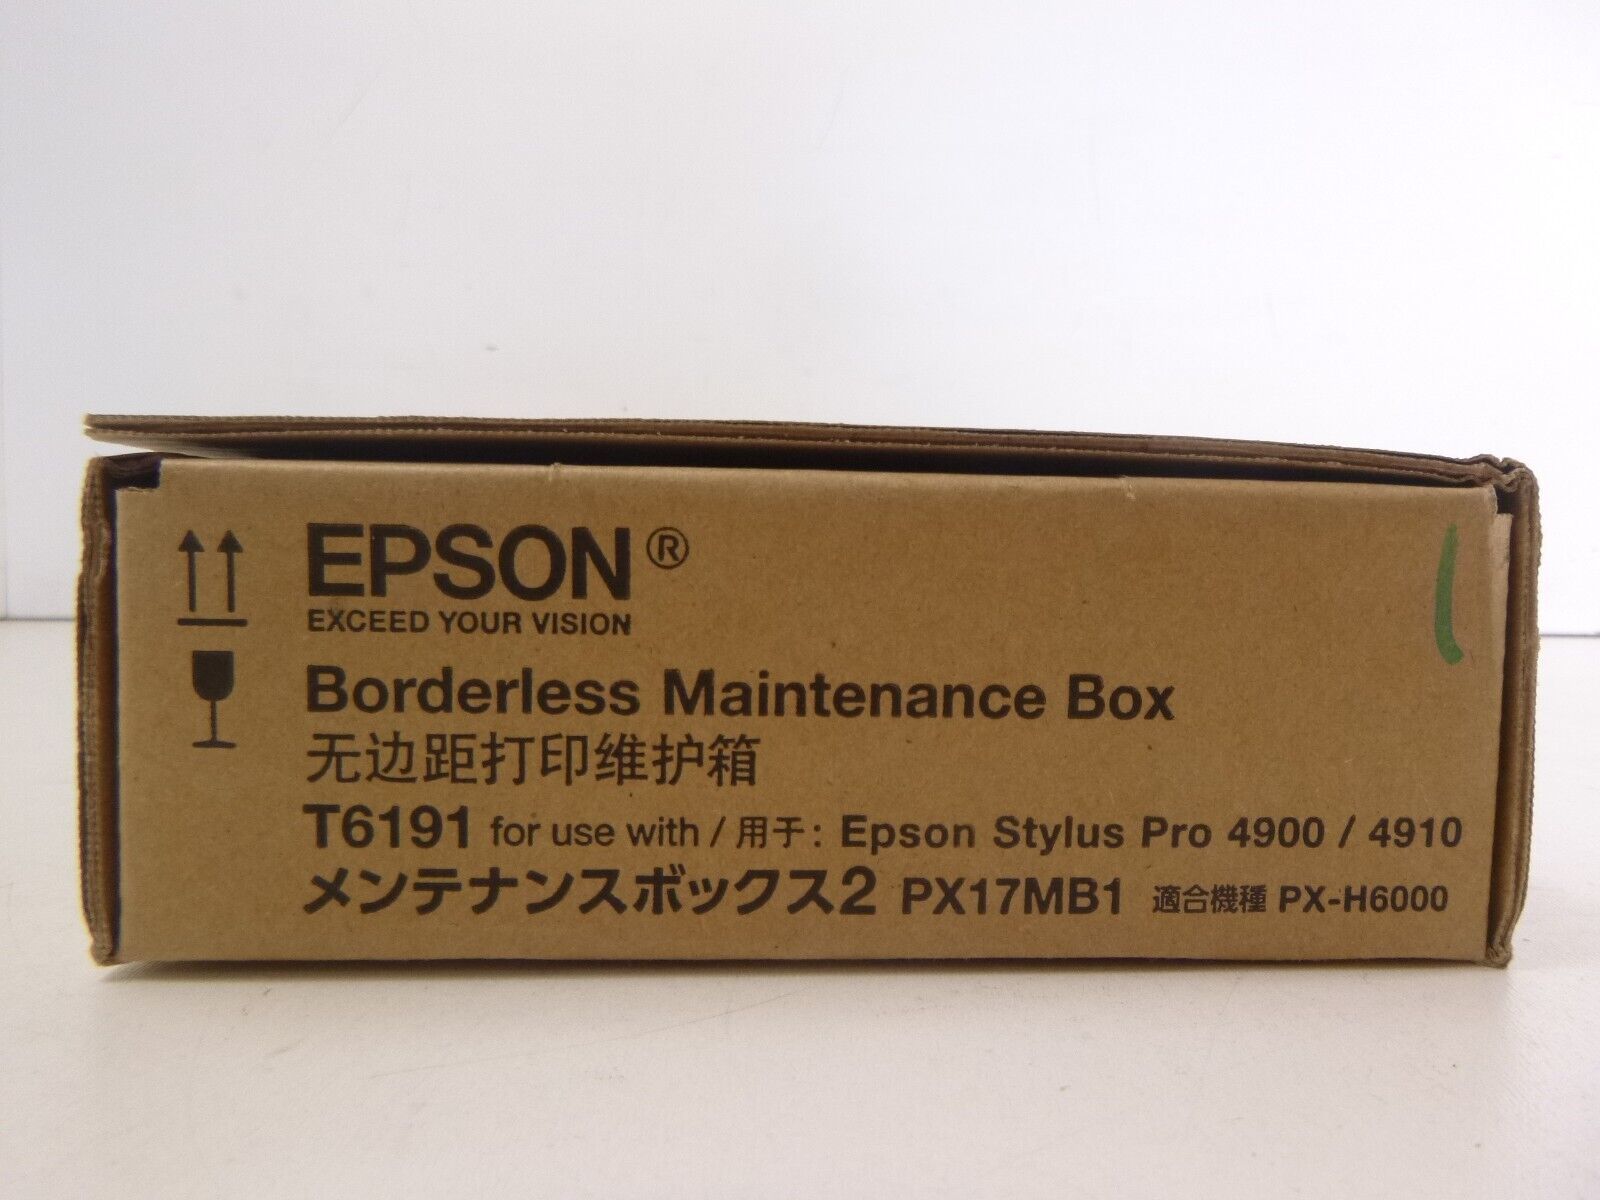 EPSON®
EXCEED YOUR VISION
Borderless Maintenance Box
无边距打印维护箱
T6191 for use with / 用于: Epson Stylus Pro 4900 / 4910
メンテナンスボックス2 PX17MB1 適合機種 PX-H6000